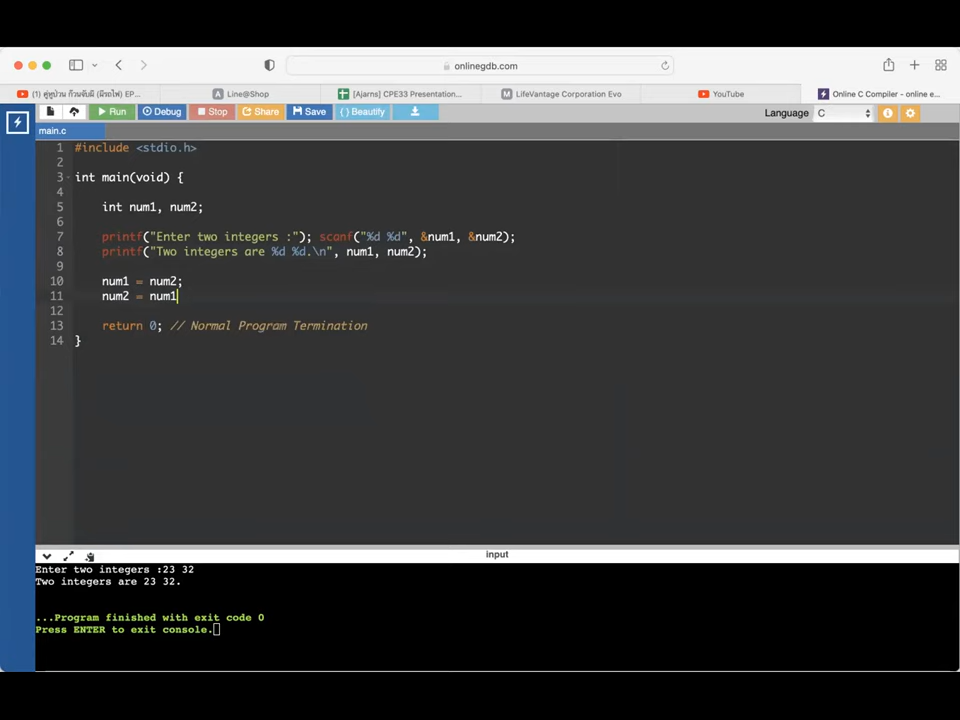 onlinegdb.com
(1) คู่หูป่วน ก๊วนจับผี (ผีรถไฟ) EP...
Line@Shop
[Ajarns] CPE33 Presentation...
LifeVantage Corporation Evo
YouTube
Online C Compiler - online e...
Run
Debug
Stop
Share
Save
{} Beautify
Language C
main.c
1 #include <stdio.h>
2
3 int main(void) {
4
5 int num1, num2;
6
7 printf("Enter two integers :"); scanf("%d %d", &num1, &num2);
8 printf("Two integers are %d %d.\n", num1, num2);
9
10 num1 = num2;
11 num2 = num1
12
13 return 0; // Normal Program Termination
14 }
input
Enter two integers :23 32
Two integers are 23 32.
...Program finished with exit code 0
Press ENTER to exit console.